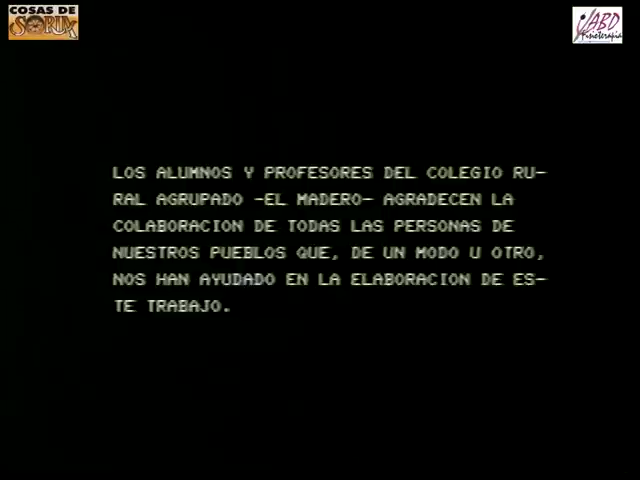 COSAS DE
SORIX
ABD
Fisioterapia
LOS ALUMNOS Y PROFESORES DEL COLEGIO RU-
RAL AGRUPADO -EL MADERO- AGRADECEN LA
COLABORACION DE TODAS LAS PERSONAS DE
NUESTROS PUEBLOS QUE, DE UN MODO U OTRO,
NOS HAN AYUDADO EN LA ELABORACION DE ES-
TE TRABAJO.